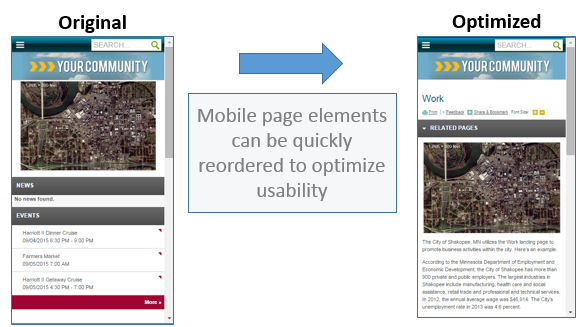 Original
SEARCH...
YOUR COMMUNITY
NEWS
No news found.
EVENTS
Harriott II Dinner Cruise
09/04/2015 6:30 PM - 9:00 PM
Farmers Market
09/05/2015 7:00 AM
Harriott II Getaway Cruise
09/05/2015 4:30 PM - 7:00 PM
More »
Mobile page elements
can be quickly
reordered to optimize
usability
Optimized
SEARCH...
YOUR COMMUNITY
Work
Print
Feedback
Share & Bookmark
Font Size:
RELATED PAGES
The City of Shakopee, MN utilizes the Work landing page to
promote business activities within the city. Here's an example.
According to the Minnesota Department of Employment and
Economic Development, the City of Shakopee has more than
900 private and public employers. The largest industries in
Shakopee include manufacturing, health care and social
assistance, retail trade and professional and technical services.
In 2012, the annual average wage was $46,914. The City's
unemployment rate in 2013 was 4.6 percent.